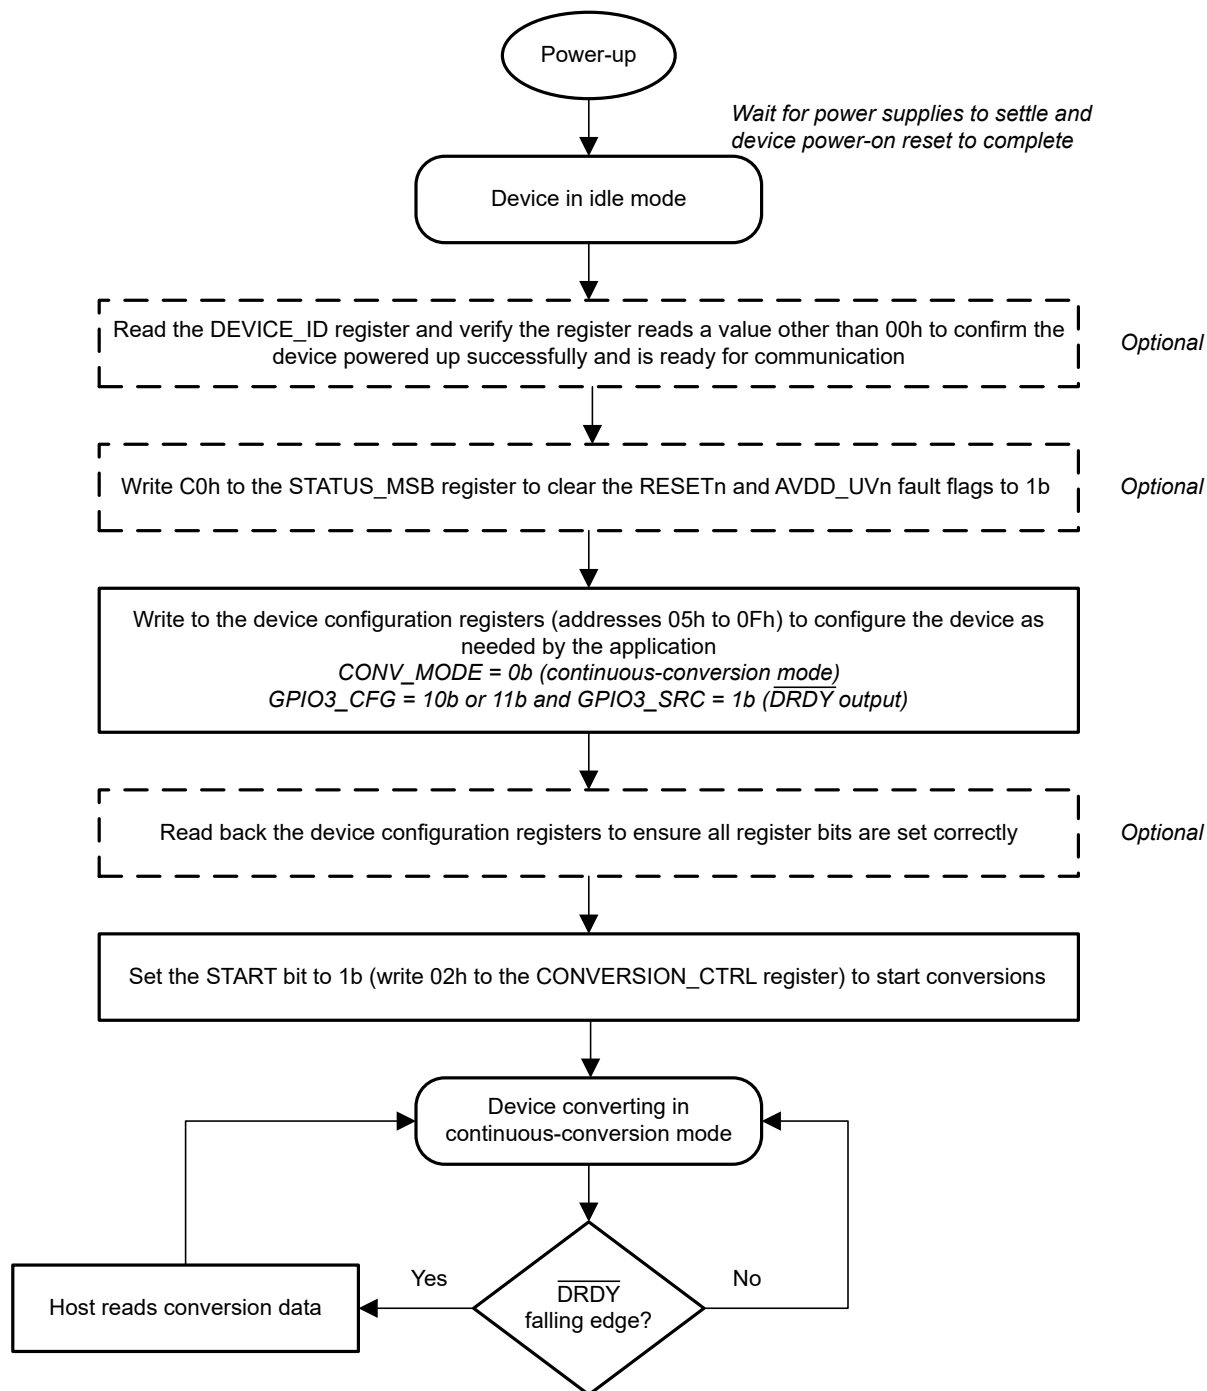 Power-up
Wait for power supplies to settle and
device power-on reset to complete
Device in idle mode
Read the DEVICE_ID register and verify the register reads a value other than 00h to confirm the
device powered up successfully and is ready for communication
Optional
Write C0h to the STATUS_MSB register to clear the RESETn and AVDD_UVn fault flags to 1b
Optional
Write to the device configuration registers (addresses 05h to 0Fh) to configure the device as
needed by the application
CONV_MODE = 0b (continuous-conversion mode)
GPIO3_CFG = 10b or 11b and GPIO3_SRC = 1b (D̅R̅D̅Y̅ output)
Read back the device configuration registers to ensure all register bits are set correctly
Optional
Set the START bit to 1b (write 02h to the CONVERSION_CTRL register) to start conversions
Device converting in
continuous-conversion mode
Yes
D̅R̅D̅Y̅
falling edge?
No
Host reads conversion data